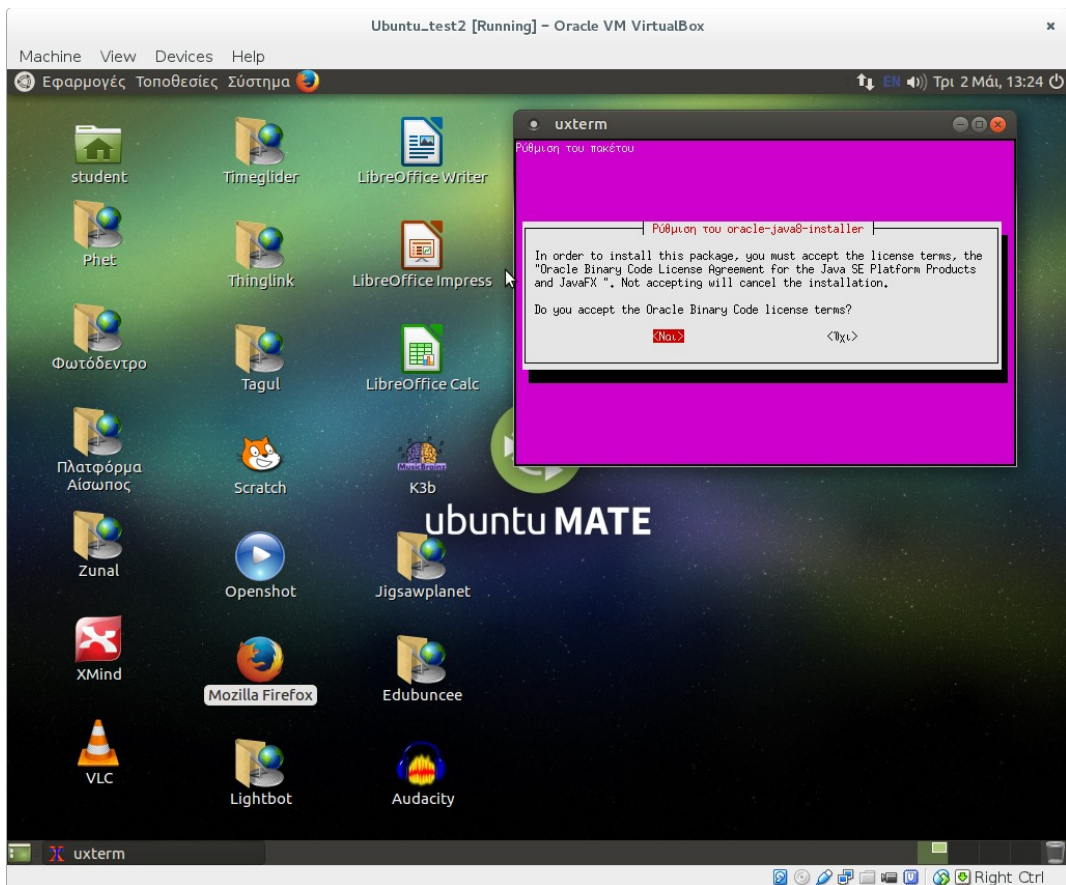 Ubuntu_test2 [Running] – Oracle VM VirtualBox
Machine View Devices Help
Εφαρμογές Τοποθεσίες Σύστημα
EN Τρι 2 Μάι, 13:24
student
Timeglider
LibreOffice Writer
Phet
Thinglink
LibreOffice Impress
Φωτόδεντρο
Tagul
LibreOffice Calc
Πλατφόρμα
Αίσωπος
Scratch
MusicBrainz
K3b
Zunal
Openshot
Jigsawplanet
XMind
Mozilla Firefox
Edubuncee
VLC
Lightbot
Audacity
ubuntu MATE
uxterm
Ρύθμιση του πακέτου
Ρύθμιση του oracle-java8-installer
In order to install this package, you must accept the license terms, the
"Oracle Binary Code License Agreement for the Java SE Platform Products
and JavaFX ". Not accepting will cancel the installation.
Do you accept the Oracle Binary Code license terms?
<Ναι> <Όχι>
uxterm
Right Ctrl